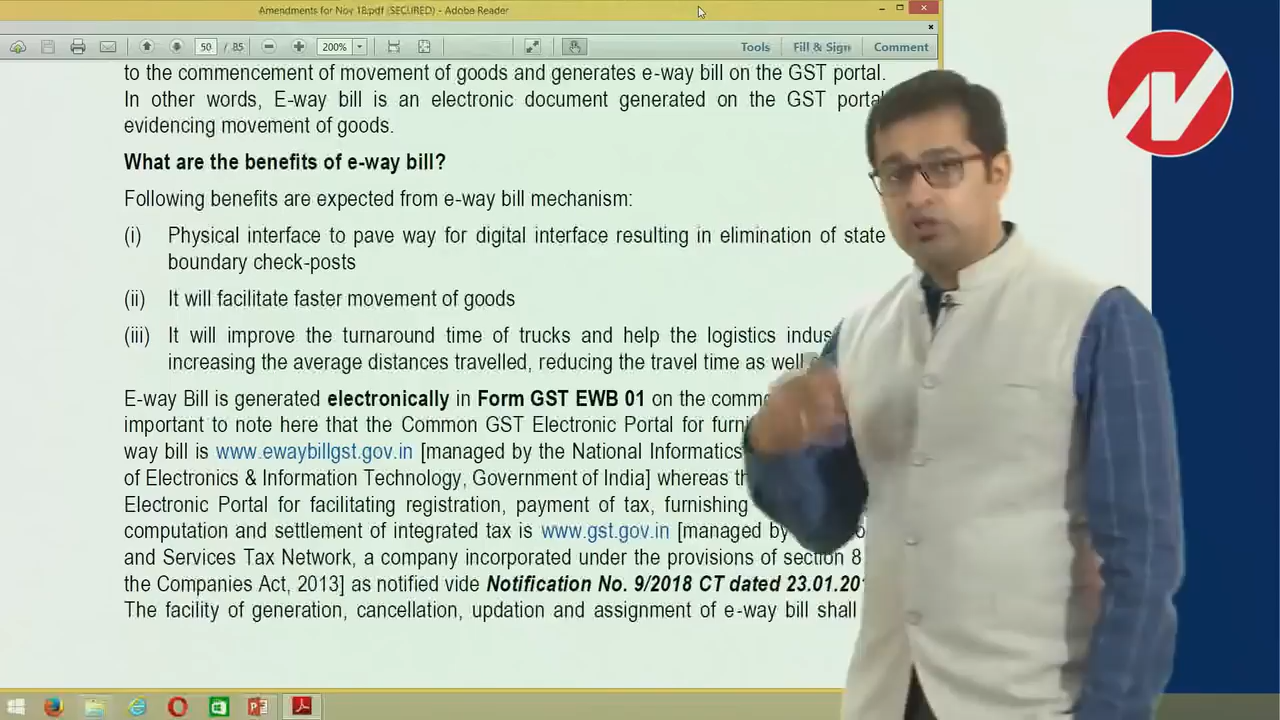 Amendments for Nov 18.pdf (SECURED) - Adobe Reader
50 / 85
200%
Tools
Fill & Sign
Comment
to the commencement of movement of goods and generates e-way bill on the GST portal.
In other words, E-way bill is an electronic document generated on the GST portal
evidencing movement of goods.
What are the benefits of e-way bill?
Following benefits are expected from e-way bill mechanism:
(i) Physical interface to pave way for digital interface resulting in elimination of state
boundary check-posts
(ii) It will facilitate faster movement of goods
(iii) It will improve the turnaround time of trucks and help the logistics
increasing the average distances travelled, reducing the travel time as well
E-way Bill is generated electronically in Form GST EWB 01 on the
important to note here that the Common GST Electronic Portal for
way bill is www.ewaybillgst.gov.in [managed by the National Informatics
of Electronics & Information Technology, Government of India] whereas
Electronic Portal for facilitating registration, payment of tax, furnishing
computation and settlement of integrated tax is www.gst.gov.in [managed by
and Services Tax Network, a company incorporated under the provisions of section 8
the Companies Act, 2013] as notified vide Notification No. 9/2018 CT dated
The facility of generation, cancellation, updation and assignment of e-way bill shall